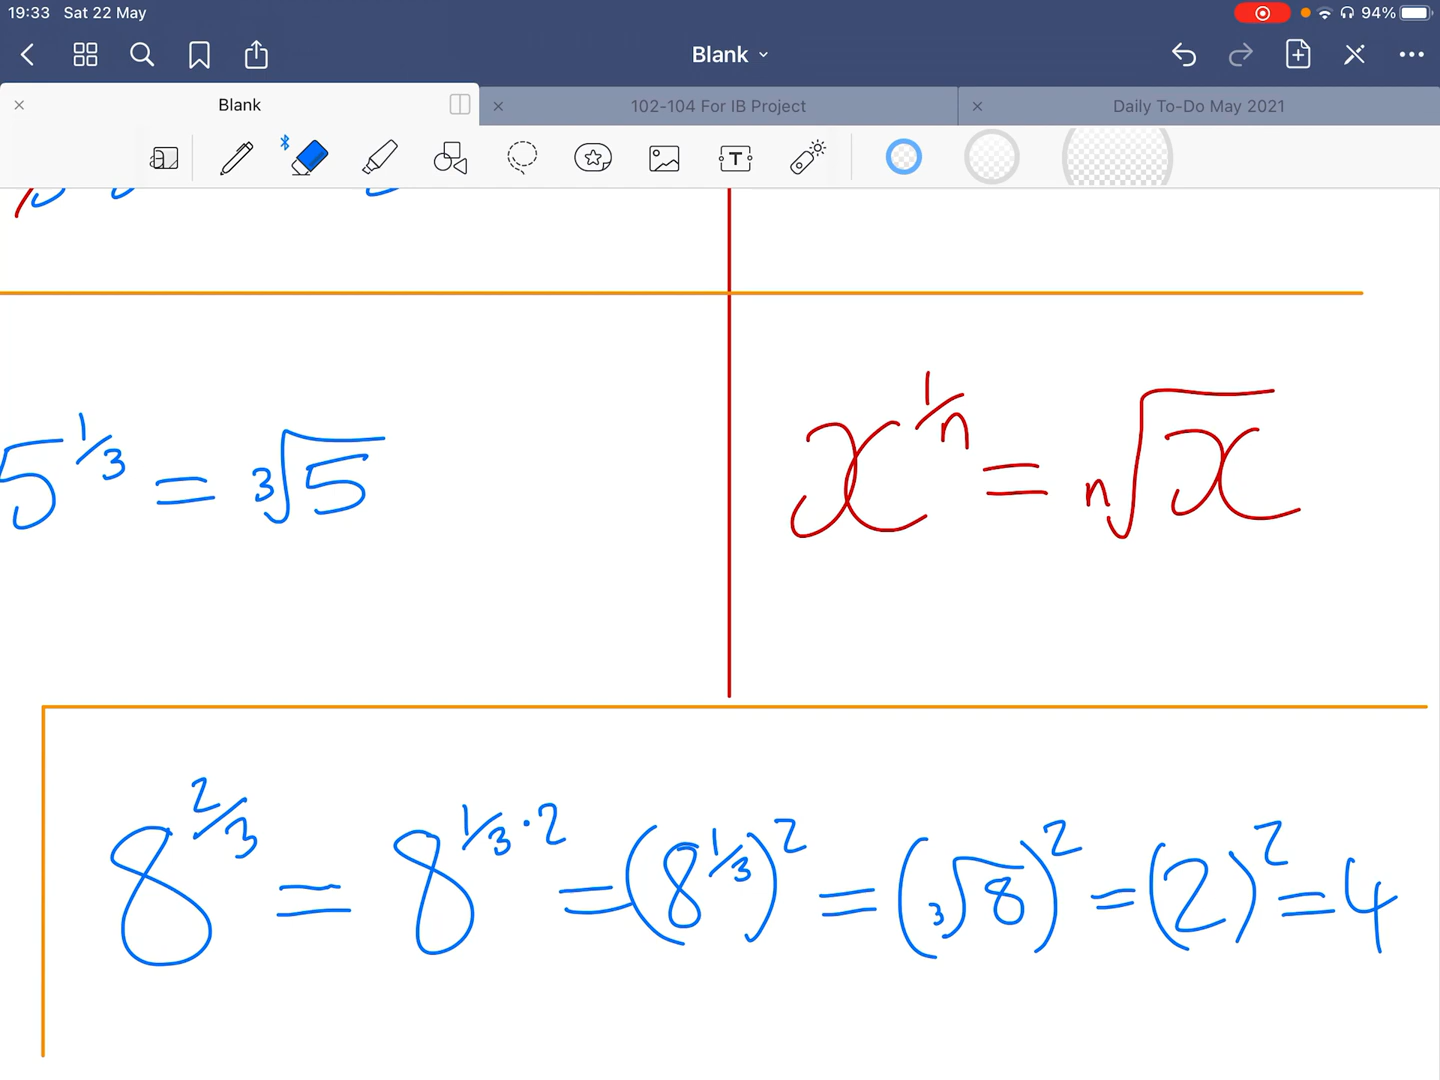 19:33 Sat 22 May 94%
Blank
Blank 102-104 For IB Project Daily To-Do May 2021
5^{1/3} = ∛5
x^{1/n} = ⁿ√x
8^{2/3} = 8^{1/3·2} = (8^{1/3})^2 = (∛8)^2 = (2)^2 = 4